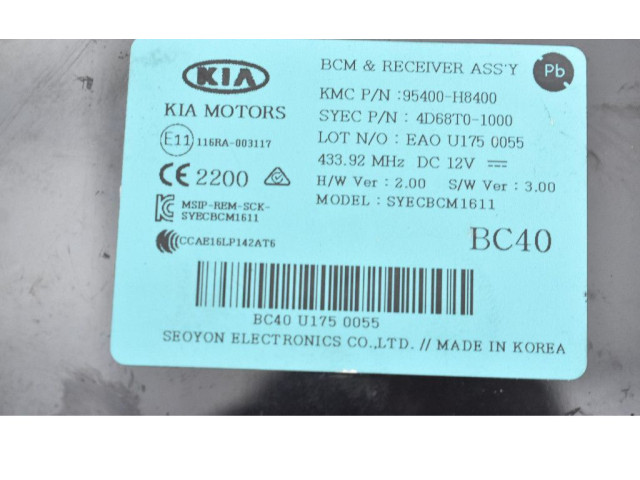 KIA
KIA MOTORS
BCM & RECEIVER ASS'Y
Pb
KMC P/N : 95400-H8400
SYEC P/N : 4D68T0-1000
LOT N/O : EAO U175 0055
433.92 MHz DC 12V
H/W Ver : 2.00 S/W Ver : 3.00
MODEL : SYECBCM1611
E11 116RA-003117
CE 2200
MSIP-REM-SCK-
SYECBCM1611
CCAE16LP142AT6
BC40
BC40 U175 0055
SEOYON ELECTRONICS CO.,LTD. // MADE IN KOREA